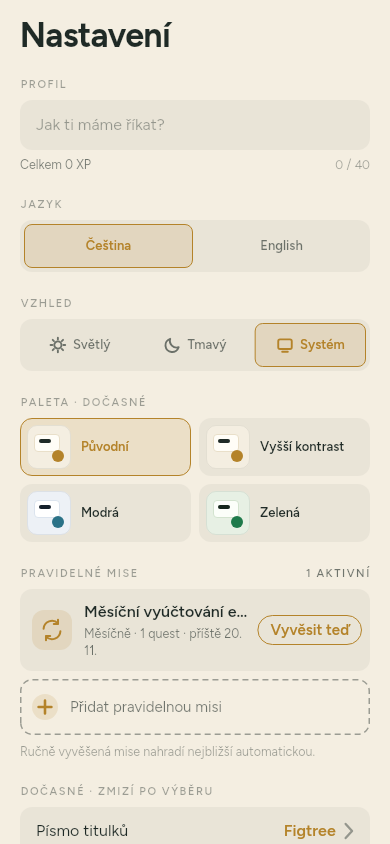 Nastavení
PROFIL
Jak ti máme říkat?
Celkem 0 XP
0 / 40
JAZYK
Čeština
English
VZHLED
Světlý
Tmavý
Systém
PALETA · DOČASNÉ
Původní
Vyšší kontrast
Modrá
Zelená
PRAVIDELNÉ MISE
1 AKTIVNÍ
Měsíční vyúčtování e…
Měsíčně · 1 quest · příště 20.
11.
Vyvěsit teď
Přidat pravidelnou misi
Ručně vyvěšená mise nahradí nejbližší automatickou.
DOČASNÉ · ZMIZÍ PO VÝBĚRU
Písmo titulků
Figtree